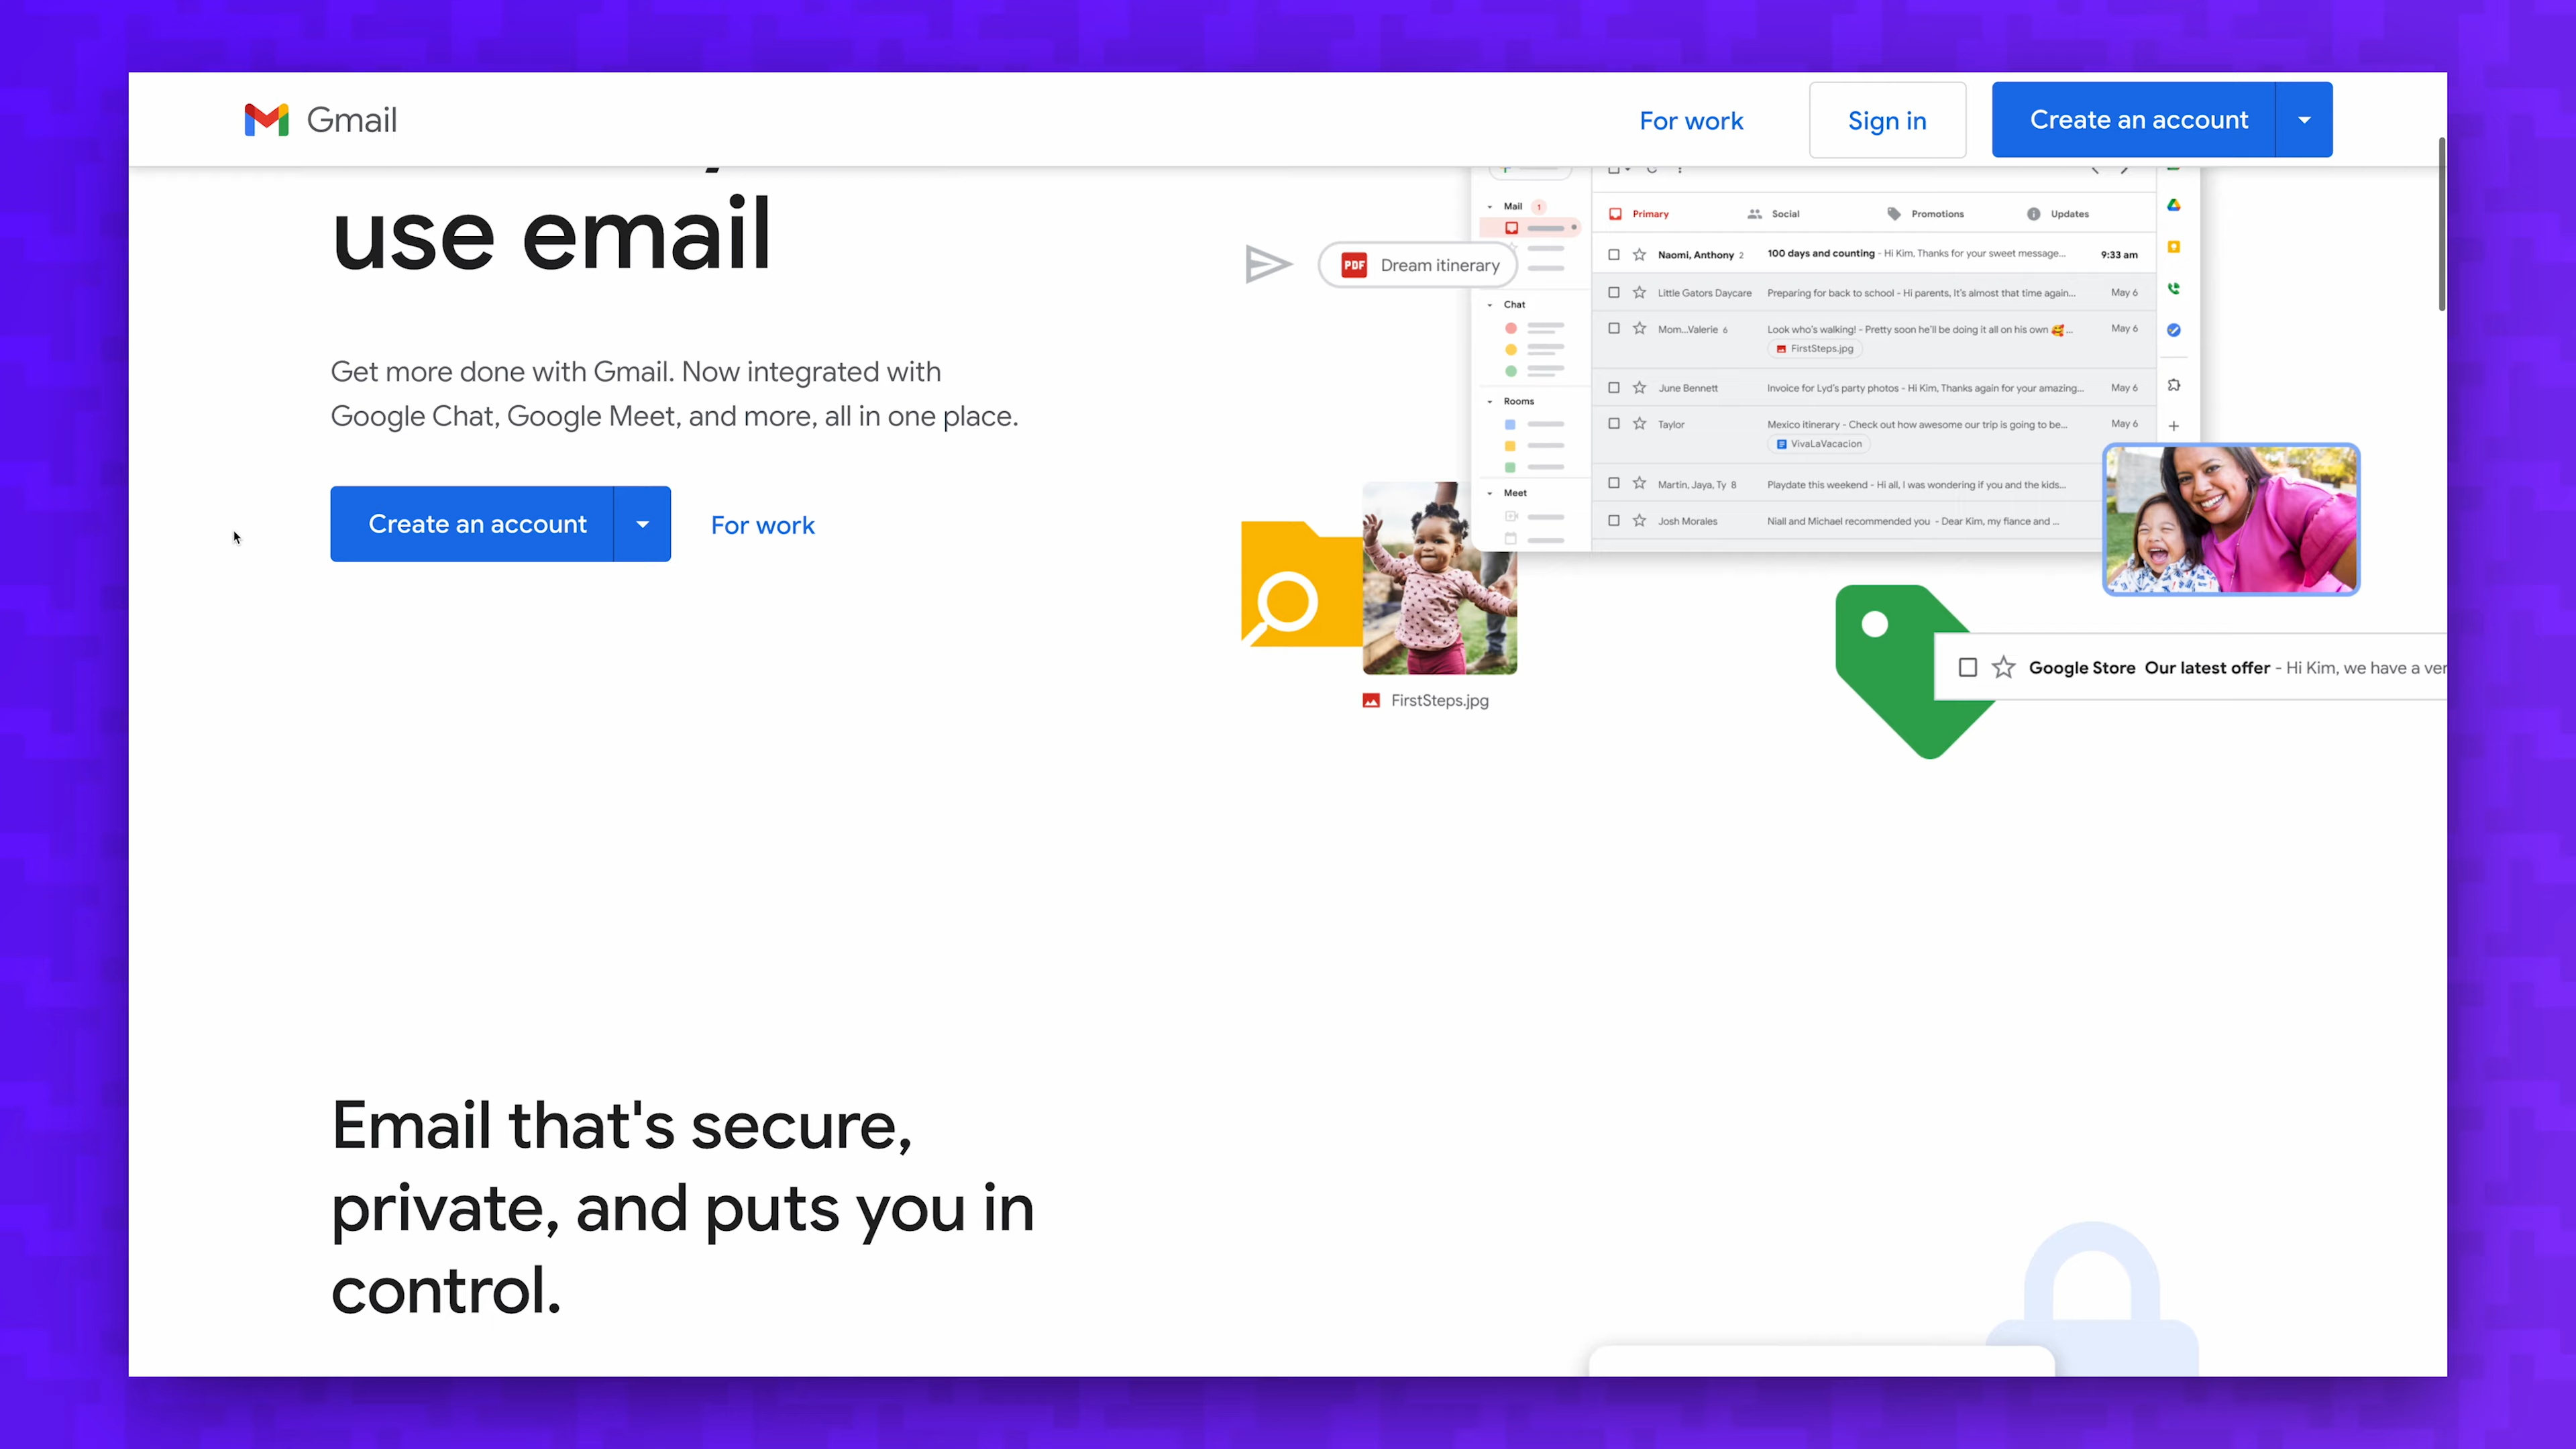 Gmail
For work
Sign in
Create an account
use email
Get more done with Gmail. Now integrated with
Google Chat, Google Meet, and more, all in one place.
Create an account
For work
PDF Dream itinerary
Mail 1
Chat
Rooms
Meet
Primary Social Promotions Updates
Naomi, Anthony 2 100 days and counting - Hi Kim, Thanks for your sweet message... 9:33 am
Little Gators Daycare Preparing for back to school - Hi parents, It's almost that time again... May 6
Mom...Valerie 6 Look who's walking! - Pretty soon he'll be doing it all on his own 🥰... May 6
FirstSteps.jpg
June Bennett Invoice for Lyd's party photos - Hi Kim, Thanks again for your amazing... May 6
Taylor Mexico itinerary - Check out how awesome our trip is going to be... May 6
VivaLaVacacion
Martin, Jaya, Ty 8 Playdate this weekend - Hi all, I was wondering if you and the kids...
Josh Morales Niall and Michael recommended you - Dear Kim, my fiance and ...
FirstSteps.jpg
Google Store Our latest offer - Hi Kim, we have a ver
Email that's secure,
private, and puts you in
control.